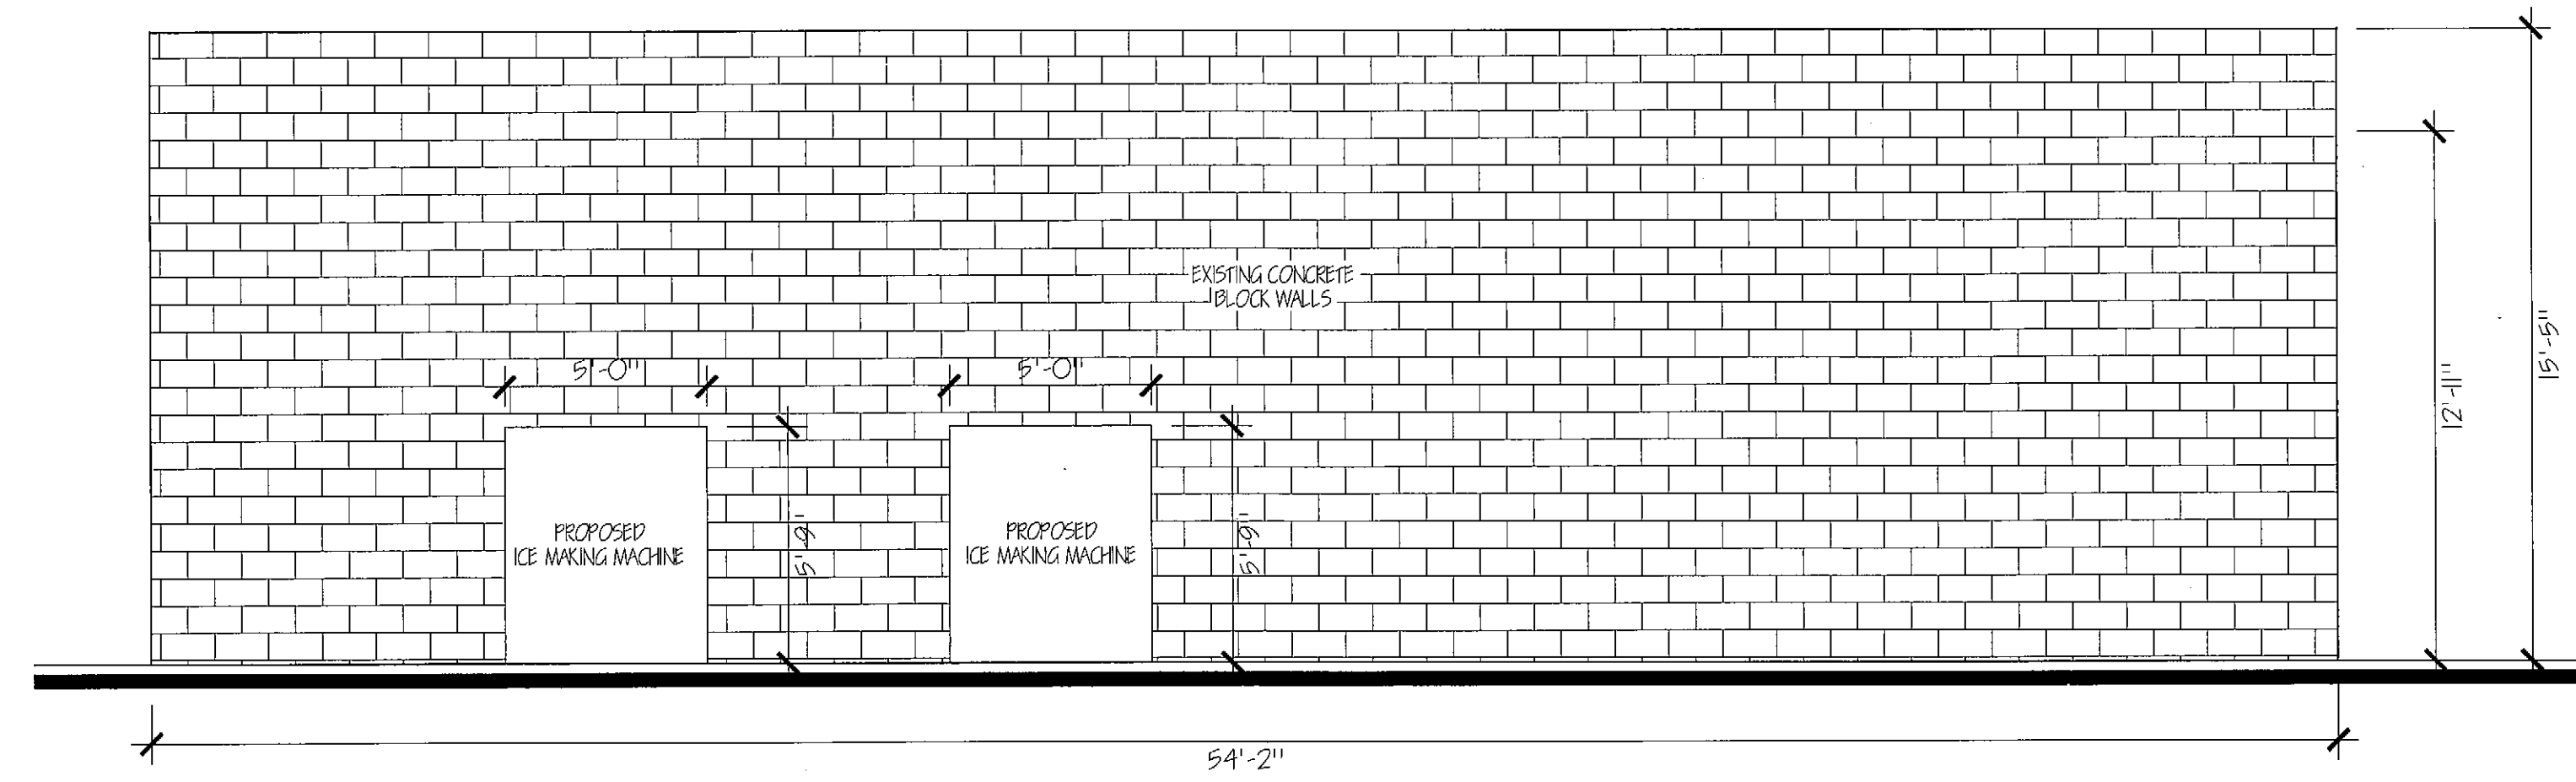 EXISTING CONCRETE
BLOCK WALLS
5'-0"
5'-0"
PROPOSED
ICE MAKING MACHINE
5'-9"
PROPOSED
ICE MAKING MACHINE
5'-9"
12'-11"
15'-5"
54'-2"